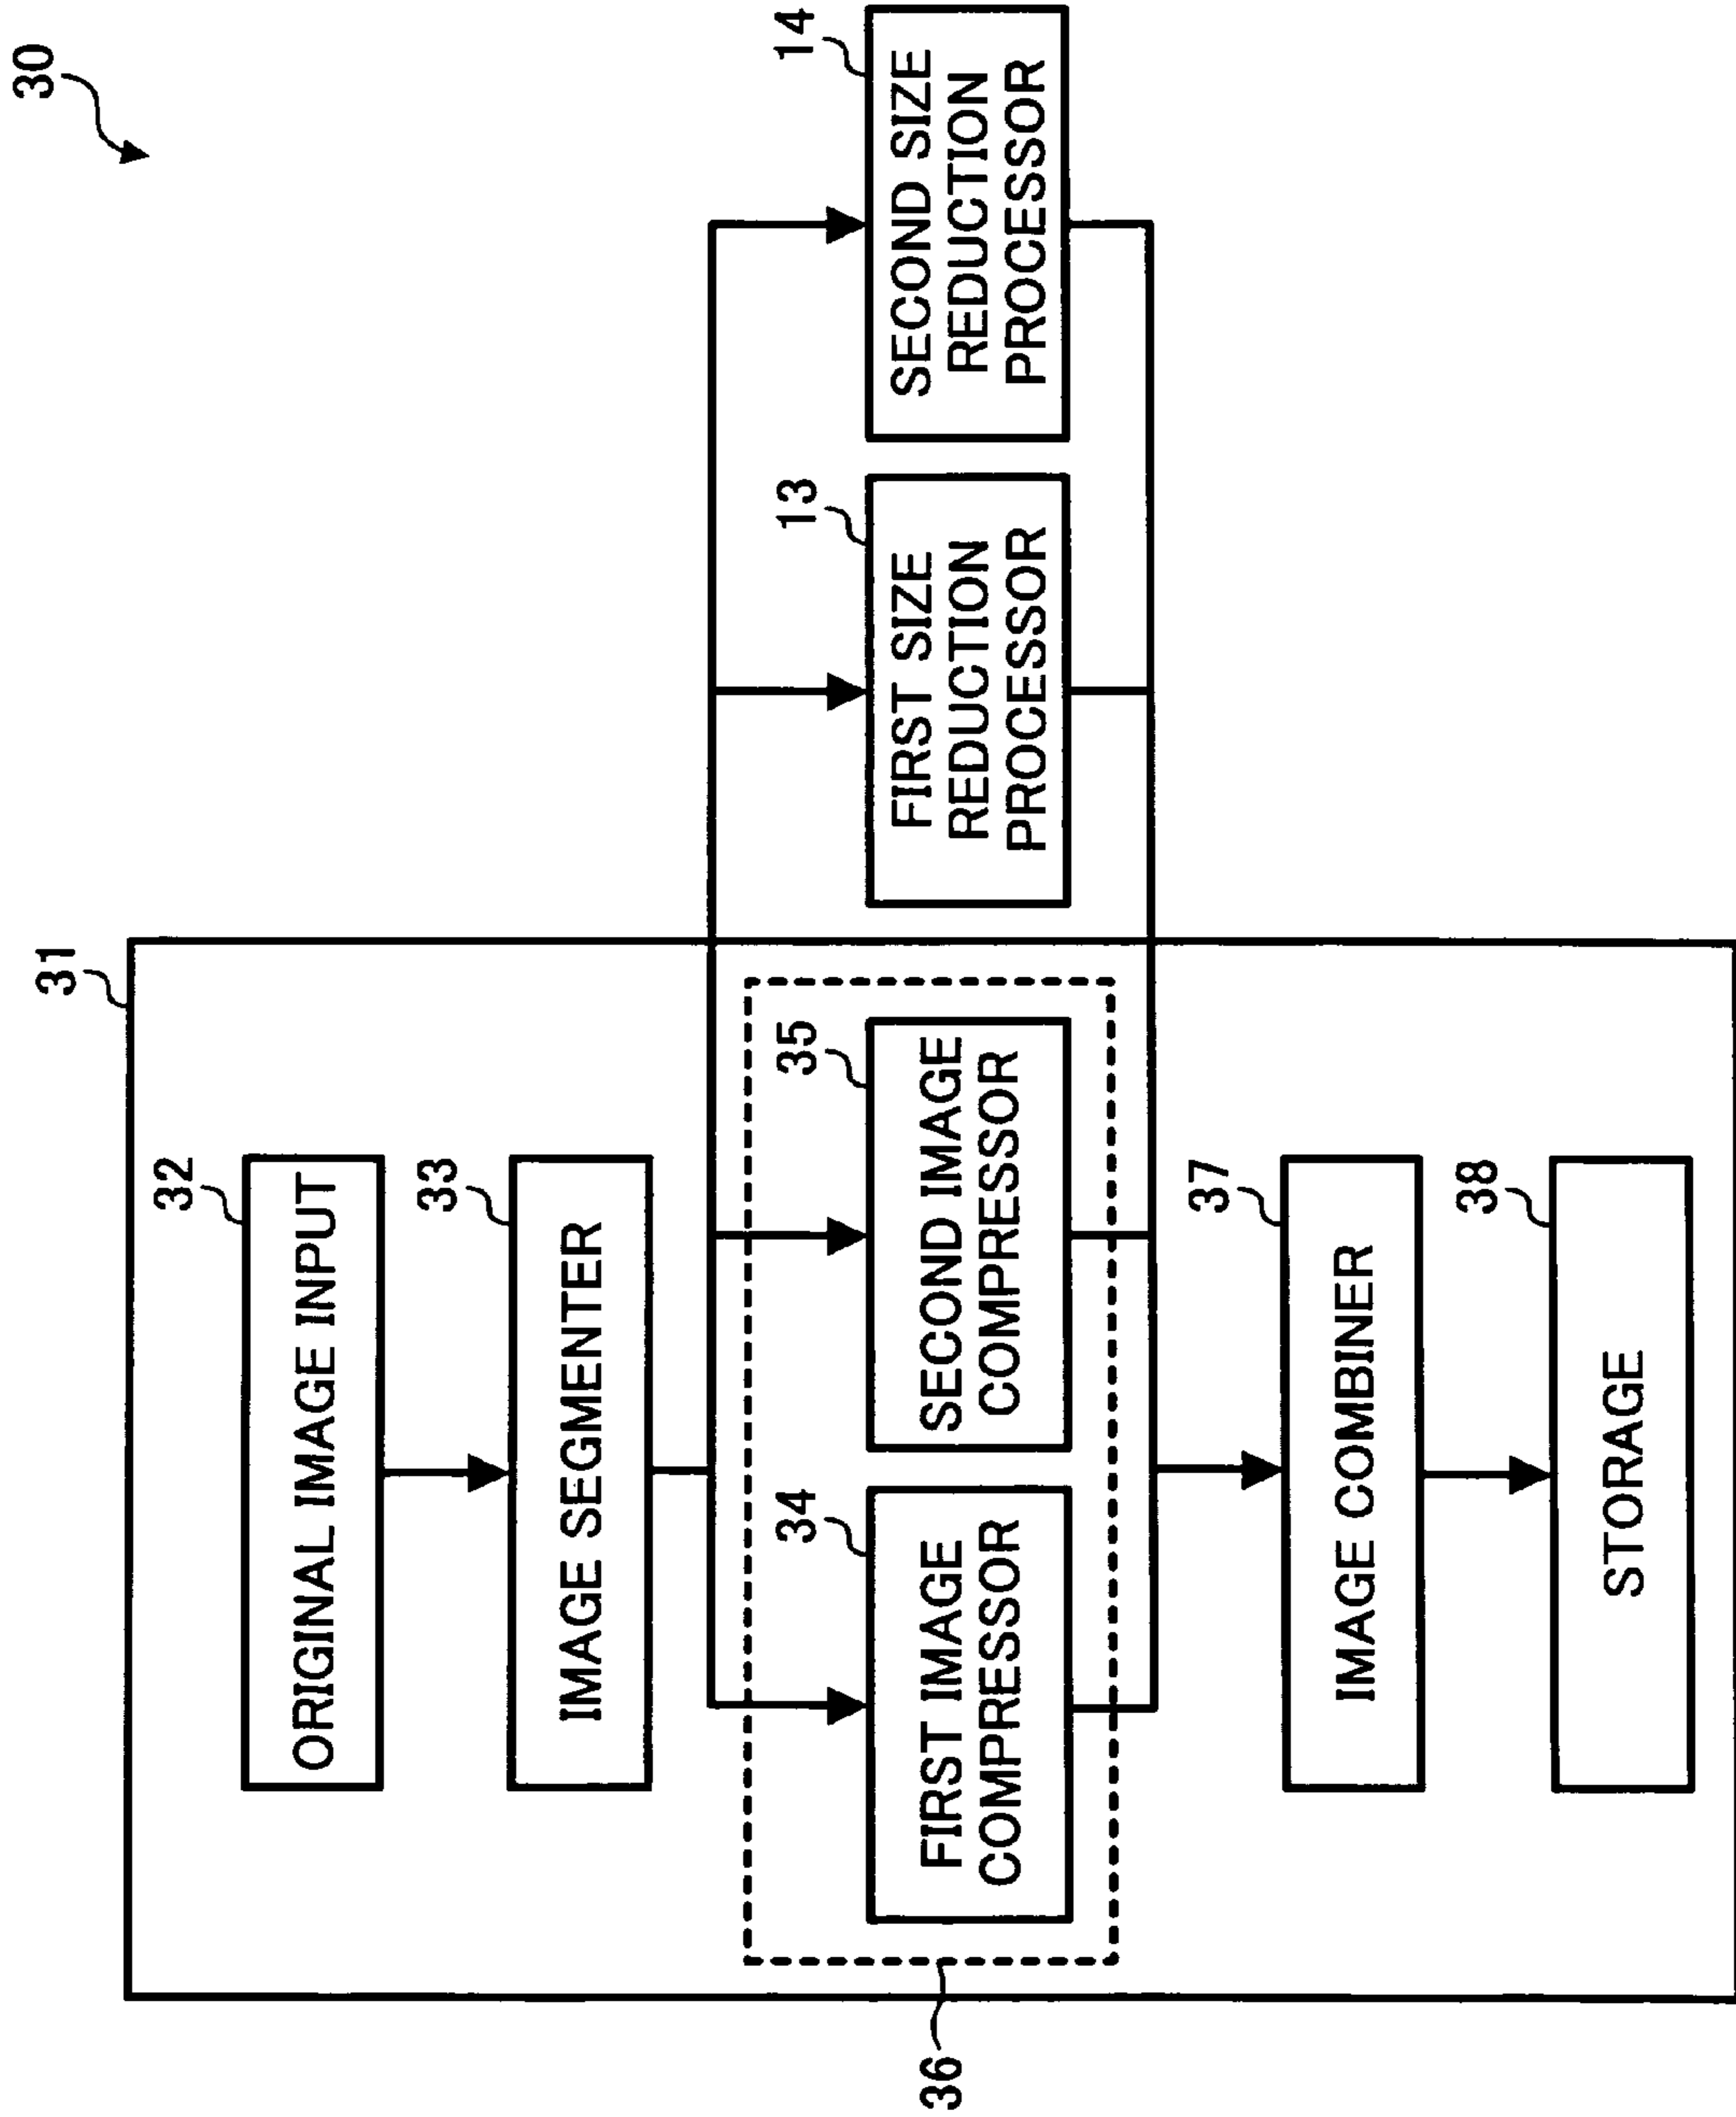 30
31
32
ORIGINAL IMAGE INPUT
33
IMAGE SEGMENTER
34
FIRST IMAGE
COMPRESSOR
35
SECOND IMAGE
COMPRESSOR
13
FIRST SIZE
REDUCTION
PROCESSOR
14
SECOND SIZE
REDUCTION
PROCESSOR
36
37
IMAGE COMBINER
38
STORAGE